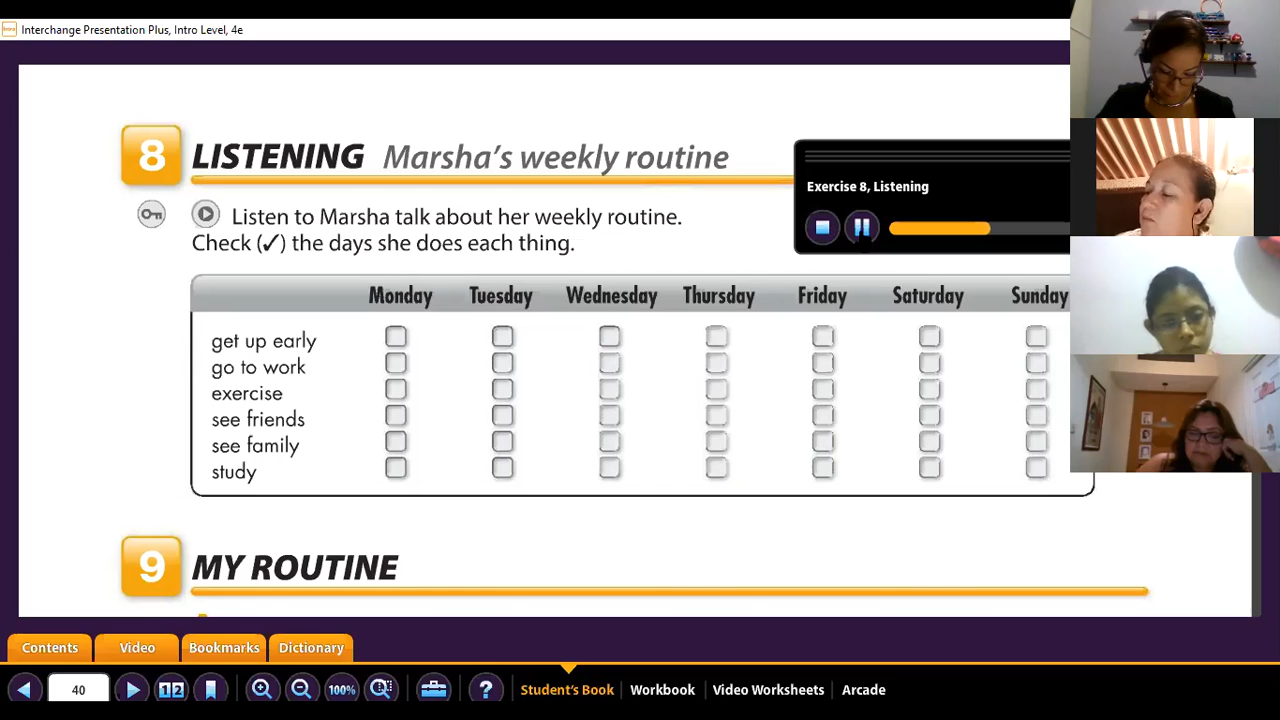 Interchange Presentation Plus, Intro Level, 4e
8 LISTENING Marsha's weekly routine
Exercise 8, Listening
Listen to Marsha talk about her weekly routine.
Check (✓) the days she does each thing.
Monday Tuesday Wednesday Thursday Friday Saturday Sunday
get up early
go to work
exercise
see friends
see family
study
9 MY ROUTINE
Contents Video Bookmarks Dictionary
40 1 2 100% ? Student's Book Workbook Video Worksheets Arcade